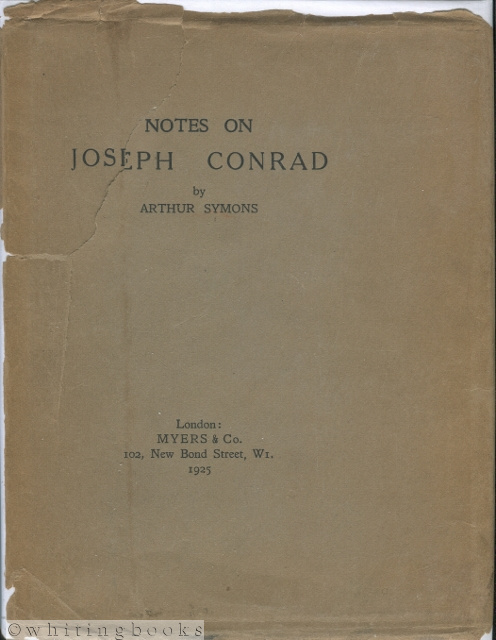 NOTES ON
JOSEPH CONRAD
by
ARTHUR SYMONS
London:
MYERS & Co.
102, New Bond Street, W1.
1925
©whitingbooks